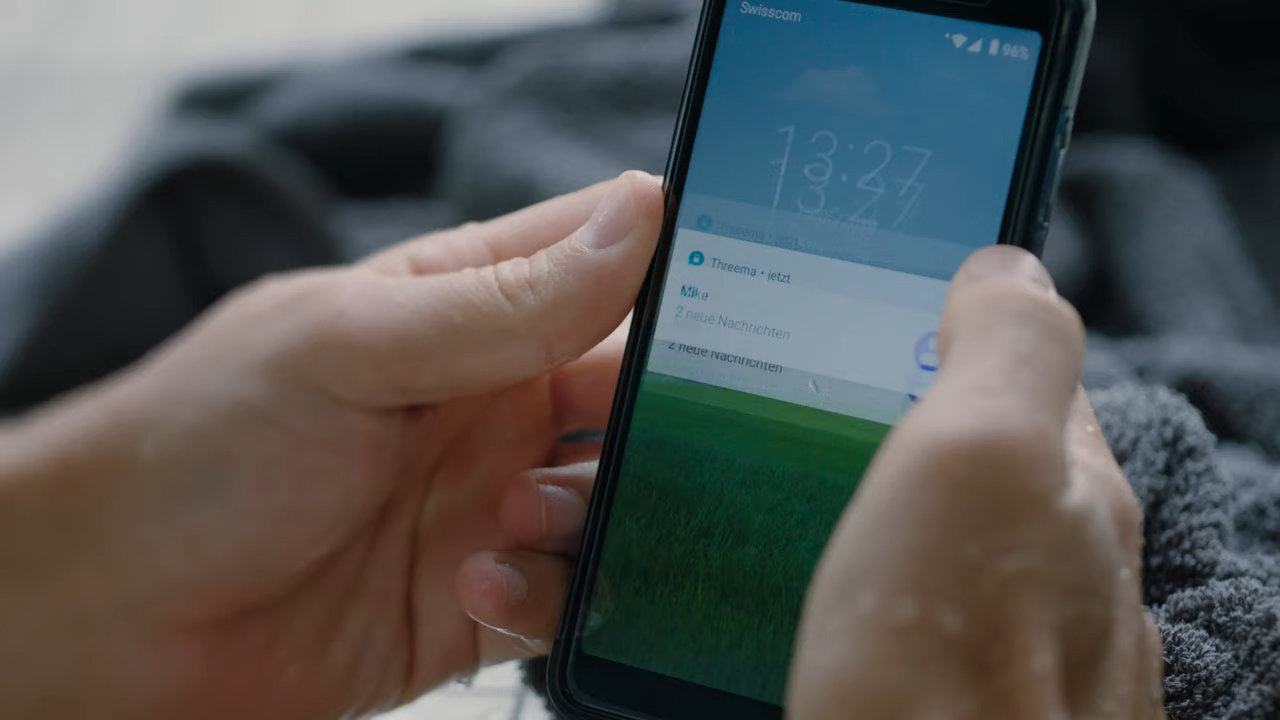 Swisscom
96%
13:27
Threema • jetzt
Mike
2 neue Nachrichten
2 neue Nachrichten